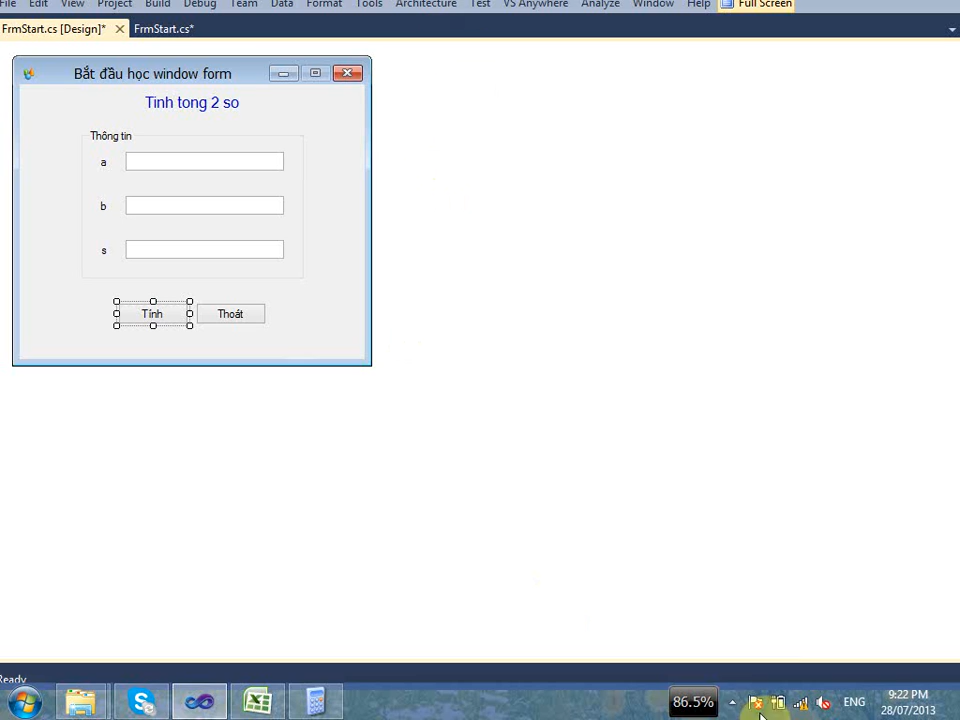 File Edit View Project Build Debug Team Data Format Tools Architecture Test VS Anywhere Analyze Window Help Full Screen
FrmStart.cs [Design]* FrmStart.cs*
Bắt đầu học window form
Tinh tong 2 so
Thông tin
a
b
s
Tính Thoát
Ready
86.5% ENG 9:22 PM
28/07/2013